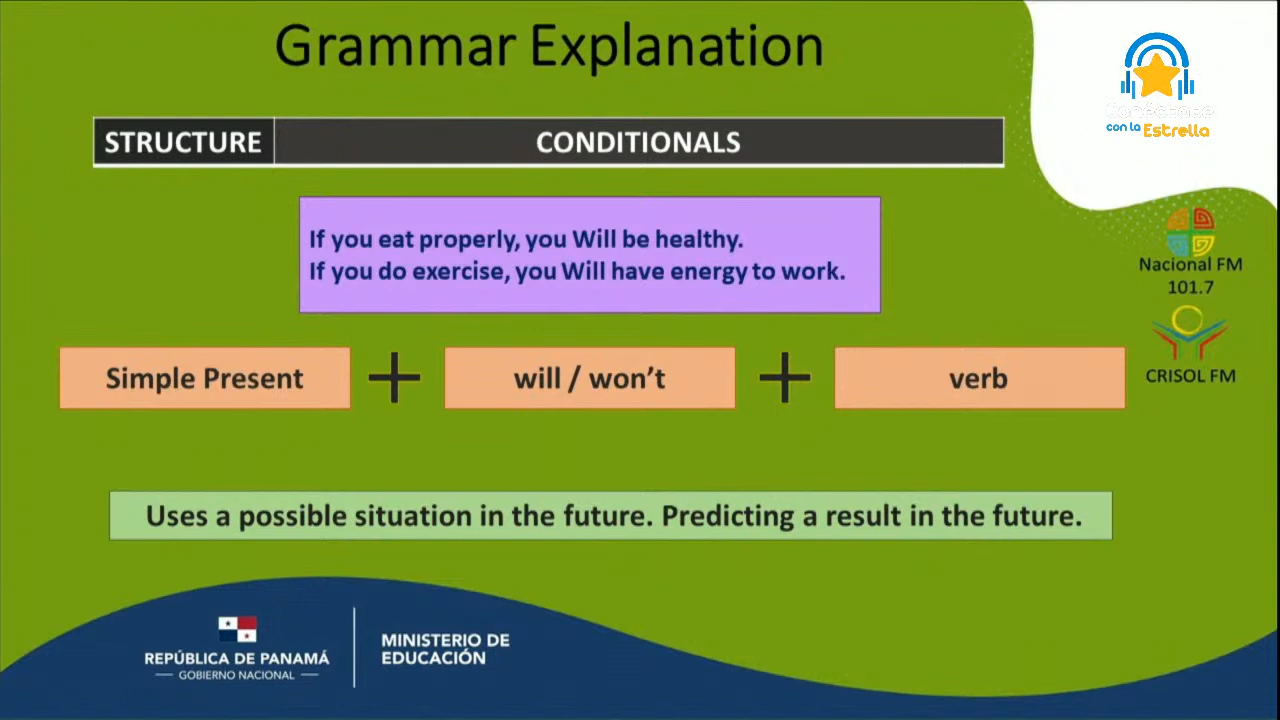 Grammar Explanation
STRUCTURE
CONDITIONALS
Conéctate
con la Estrella
If you eat properly, you Will be healthy.
If you do exercise, you Will have energy to work.
Nacional FM
101.7
CRISOL FM
Simple Present + will / won't + verb
Uses a possible situation in the future. Predicting a result in the future.
REPÚBLICA DE PANAMÁ
GOBIERNO NACIONAL
MINISTERIO DE
EDUCACIÓN